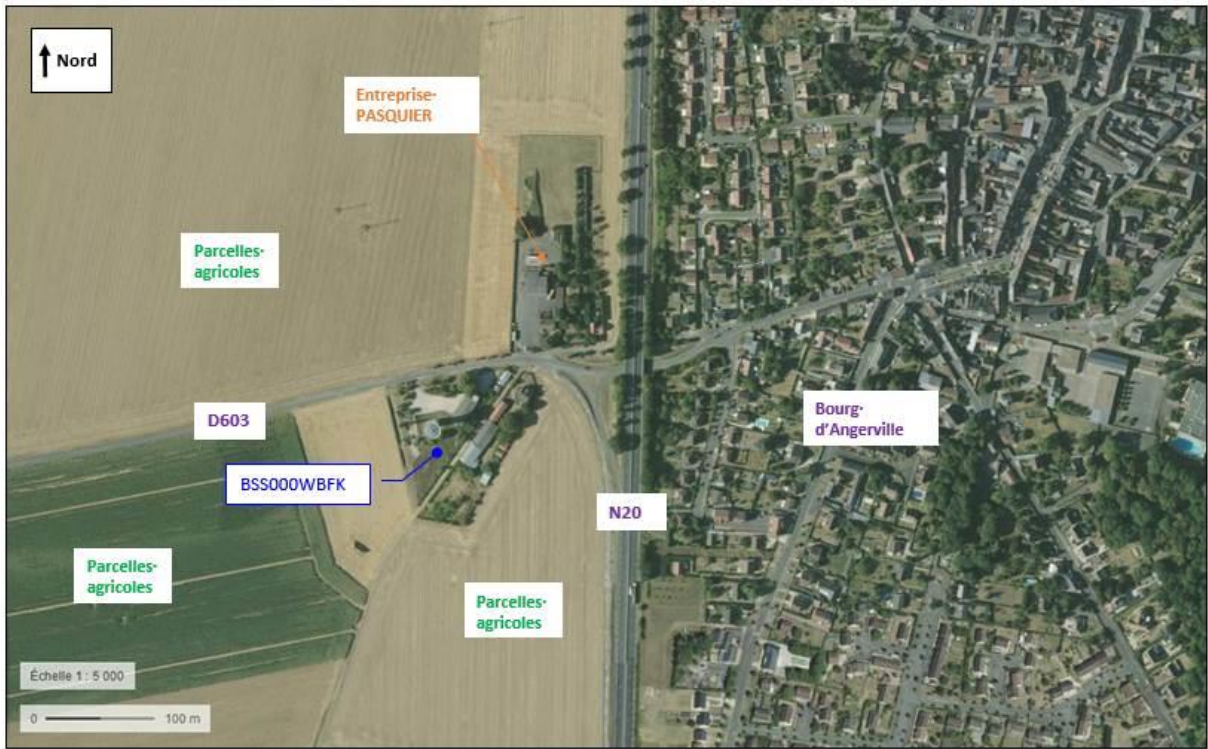 Nord
Entreprise·
PASQUIER
Parcelles·
agricoles
D603
Bourg·
d'Angerville
BSS000WBFK
N20
Parcelles·
agricoles
Parcelles·
agricoles
Échelle 1 : 5 000
0 100 m